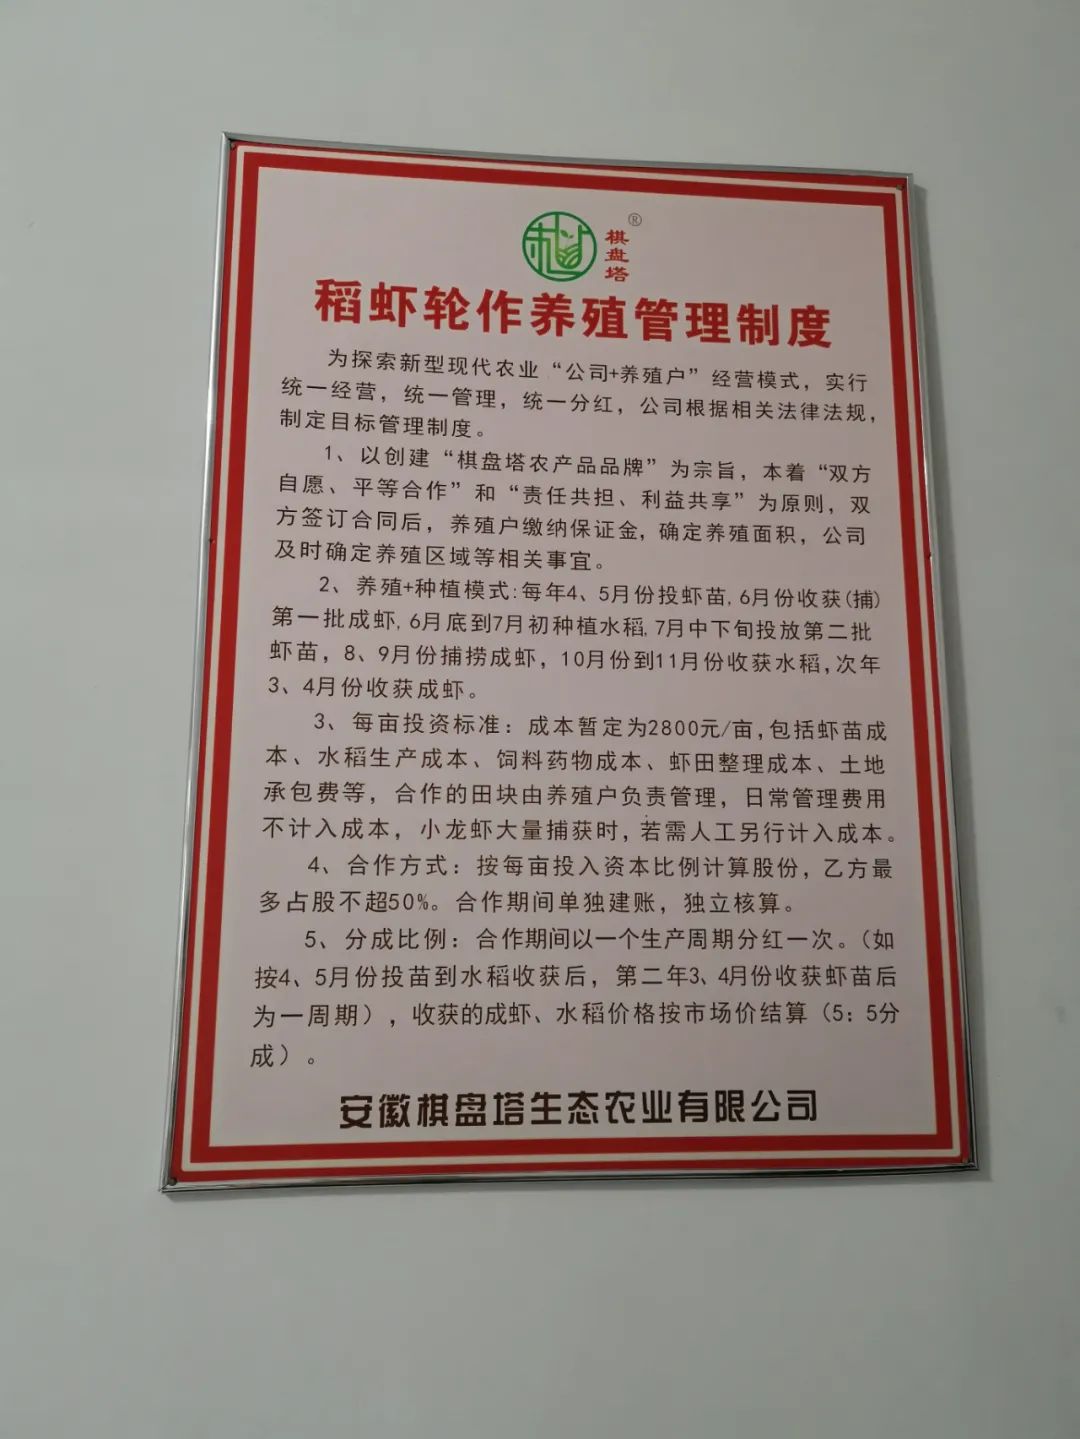 ®
棋盘塔
稻虾轮作养殖管理制度
为探索新型现代农业“公司+养殖户”经营模式，实行
统一经营，统一管理，统一分红，公司根据相关法律法规，
制定目标管理制度。
1、以创建“棋盘塔农产品品牌”为宗旨，本着“双方
自愿、平等合作”和“责任共担、利益共享”为原则，双
方签订合同后，养殖户缴纳保证金，确定养殖面积，公司
及时确定养殖区域等相关事宜。
2、养殖+种植模式:每年4、5月份投虾苗,6月份收获(捕)
第一批成虾,6月底到7月初种植水稻,7月中下旬投放第二批
虾苗，8、9月份捕捞成虾，10月份到11月份收获水稻,次年
3、4月份收获成虾。
3、每亩投资标准：成本暂定为2800元/亩,包括虾苗成
本、水稻生产成本、饲料药物成本、虾田整理成本、土地
承包费等，合作的田块由养殖户负责管理，日常管理费用
不计入成本，小龙虾大量捕获时，若需人工另行计入成本。
4、合作方式：按每亩投入资本比例计算股份，乙方最
多占股不超50%。合作期间单独建账，独立核算。
5、分成比例：合作期间以一个生产周期分红一次。（如
按4、5月份投苗到水稻收获后，第二年3、4月份收获虾苗后
为一周期），收获的成虾、水稻价格按市场价结算（5：5分
成）。
安徽棋盘塔生态农业有限公司